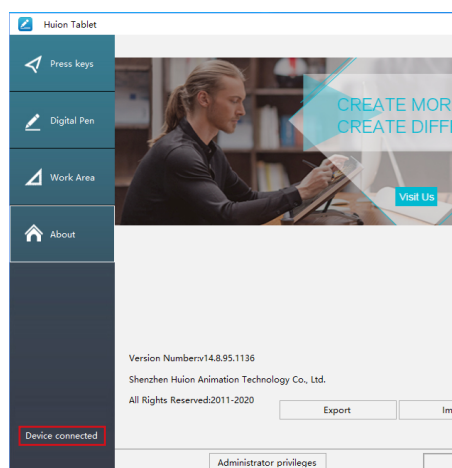 Huion Tablet
Press keys
Digital Pen
Work Area
About
CREATE MOR
CREATE DIFF
Visit Us
Version Number:v14.8.95.1136
Shenzhen Huion Animation Technology Co., Ltd.
All Rights Reserved:2011-2020
Export
Im
Device connected
Administrator privileges